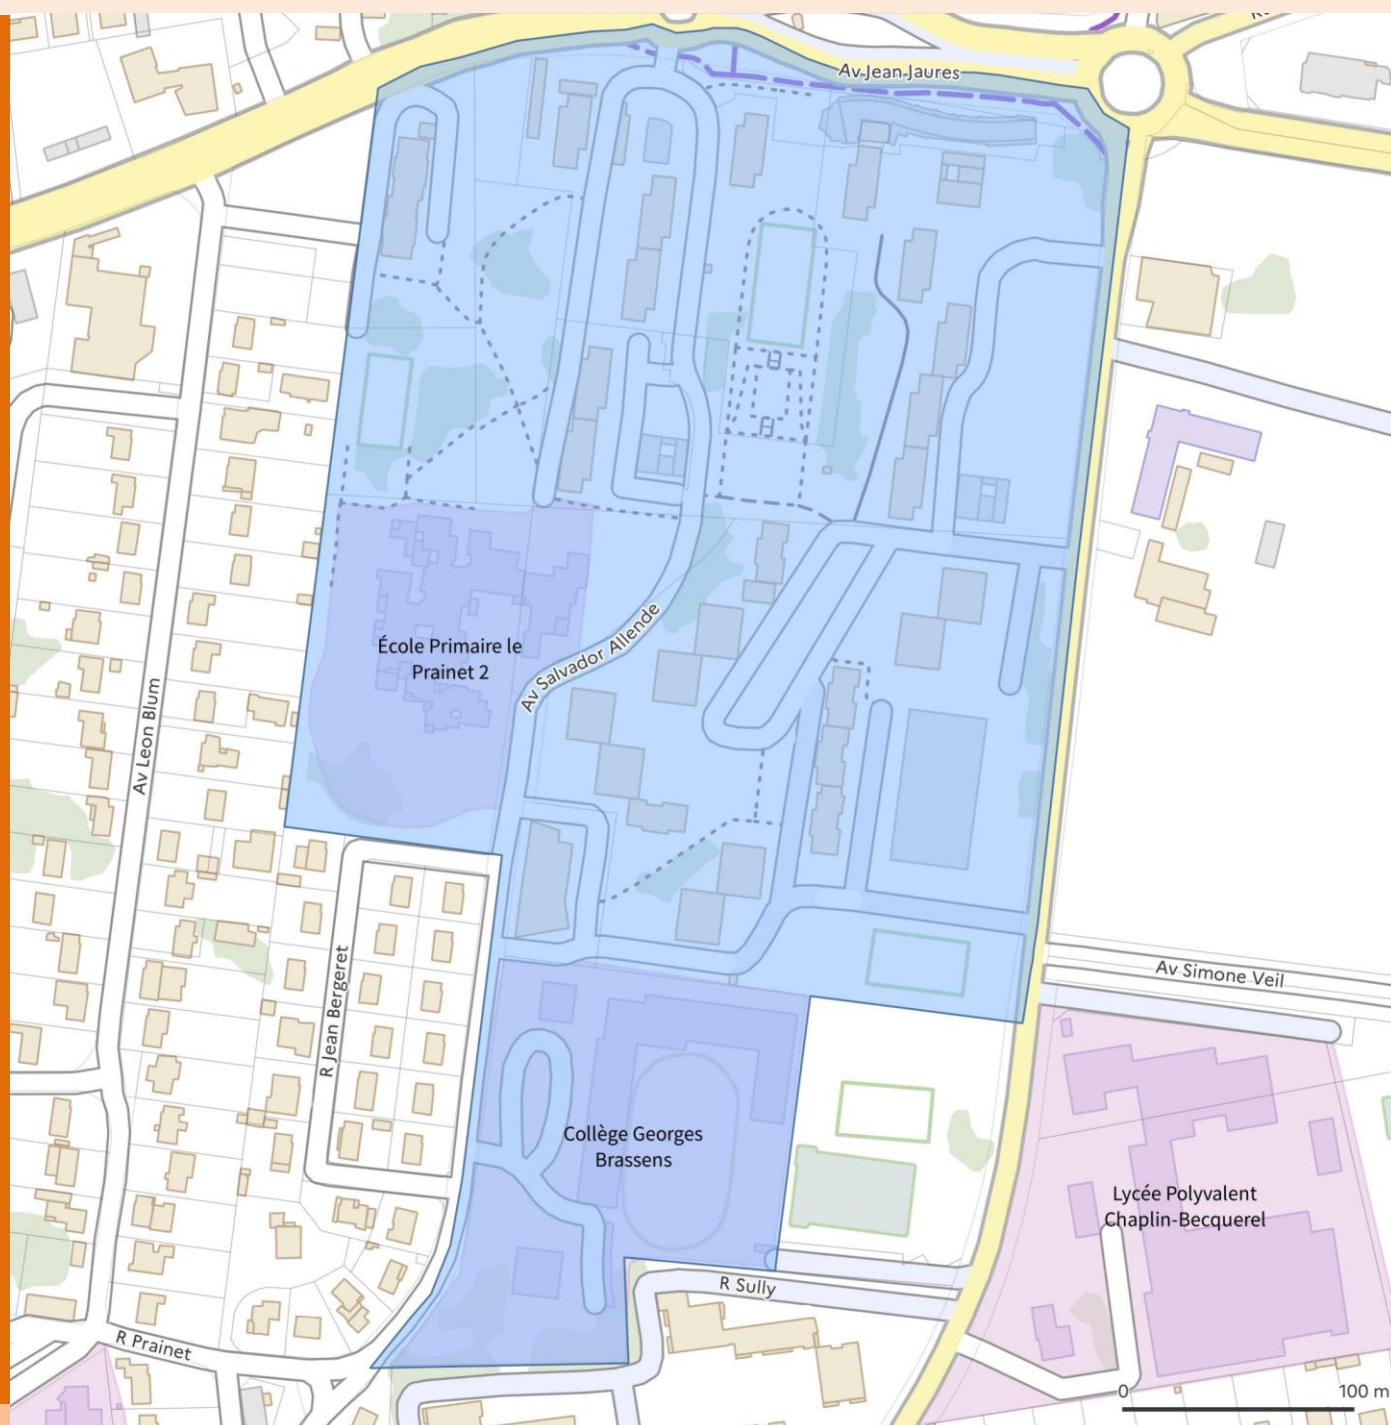 Av Jean Jaures
École Primaire le
Prainet 2
Av Salvador Allende
Av Leon Blum
R Jean Bergeret
Av Simone Veil
Collège Georges
Brassens
Lycée Polyvalent
Chaplin-Becquerel
R Sully
R Prainet
0 100 m